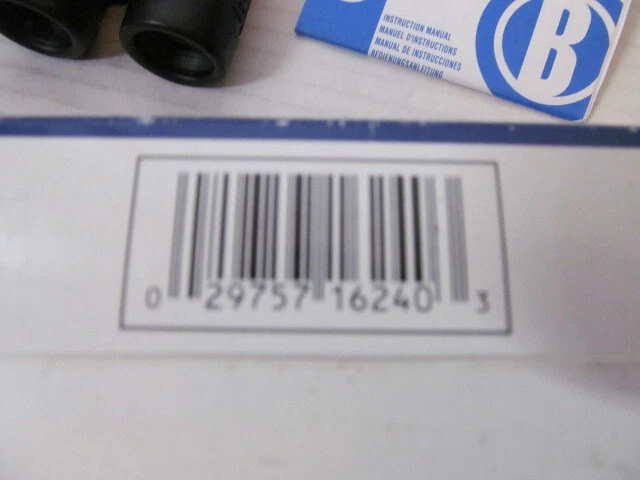 INSTRUCTION MANUAL
MANUEL D'INSTRUCTIONS
MANUAL DE INSTRUCCIONES
BEDIENUNGSANLEITUNG
B
0 29757 16240 3